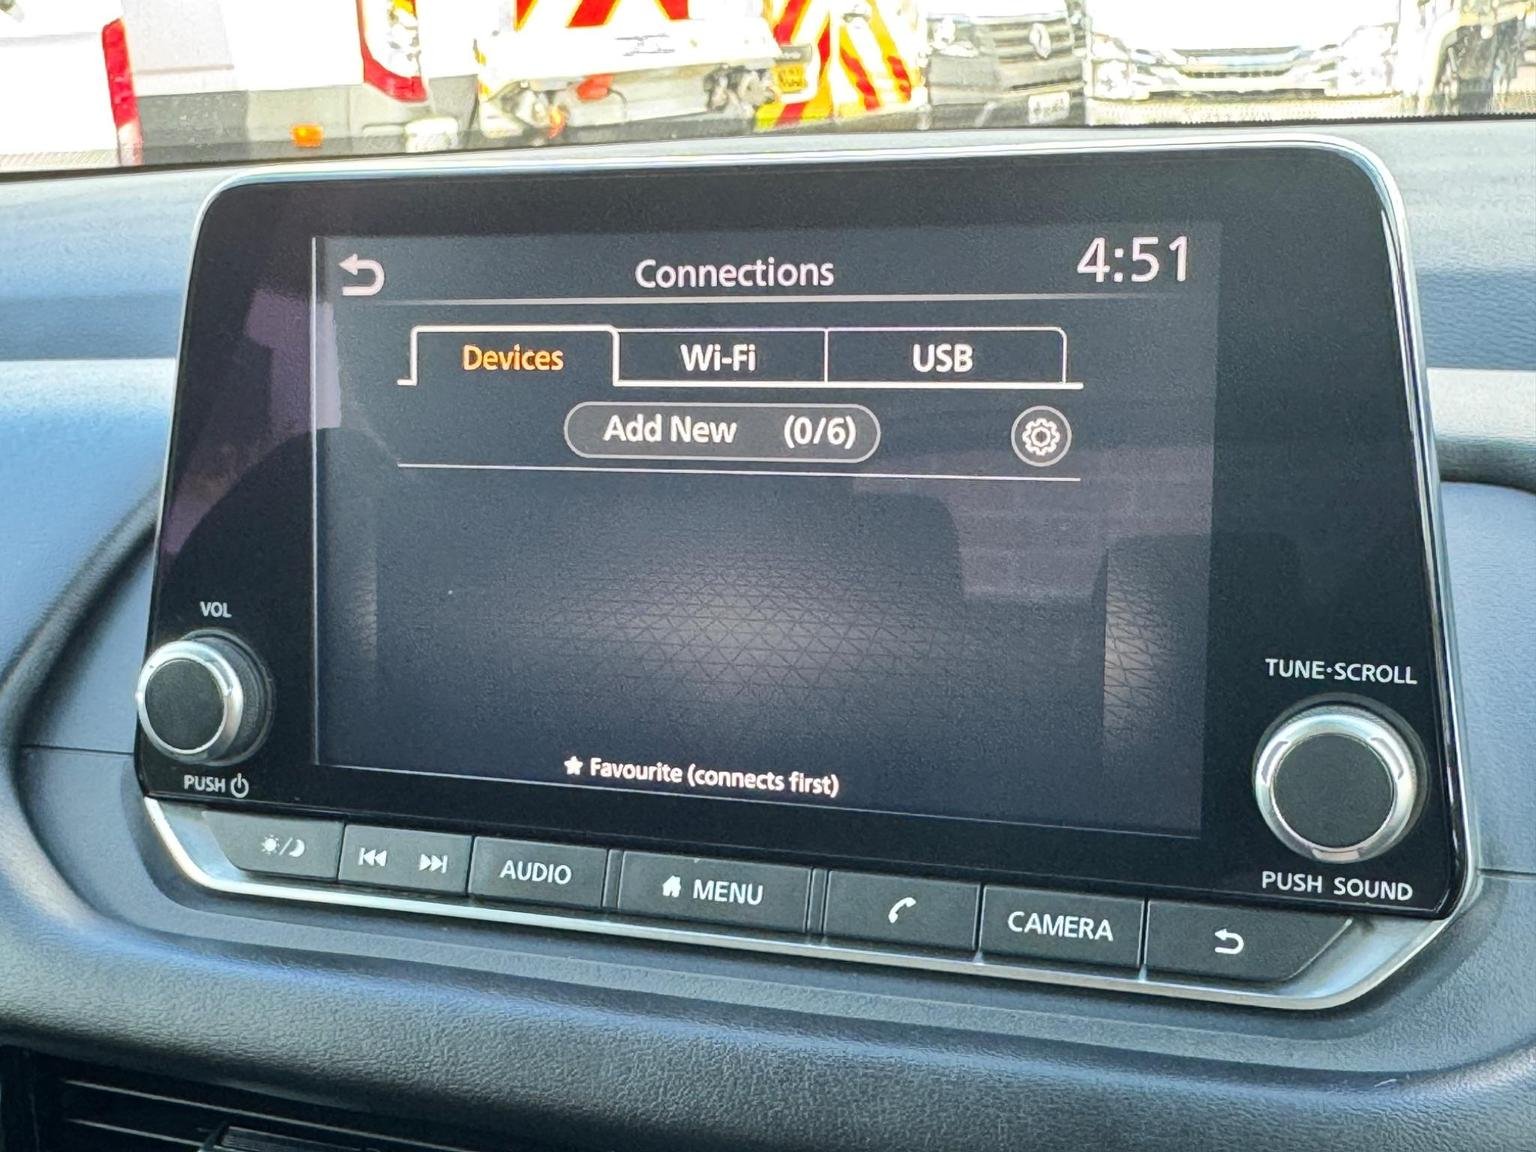 Connections
4:51
Devices
Wi-Fi
USB
Add New (0/6)
Favourite (connects first)
VOL
PUSH
TUNE·SCROLL
PUSH SOUND
AUDIO
MENU
CAMERA